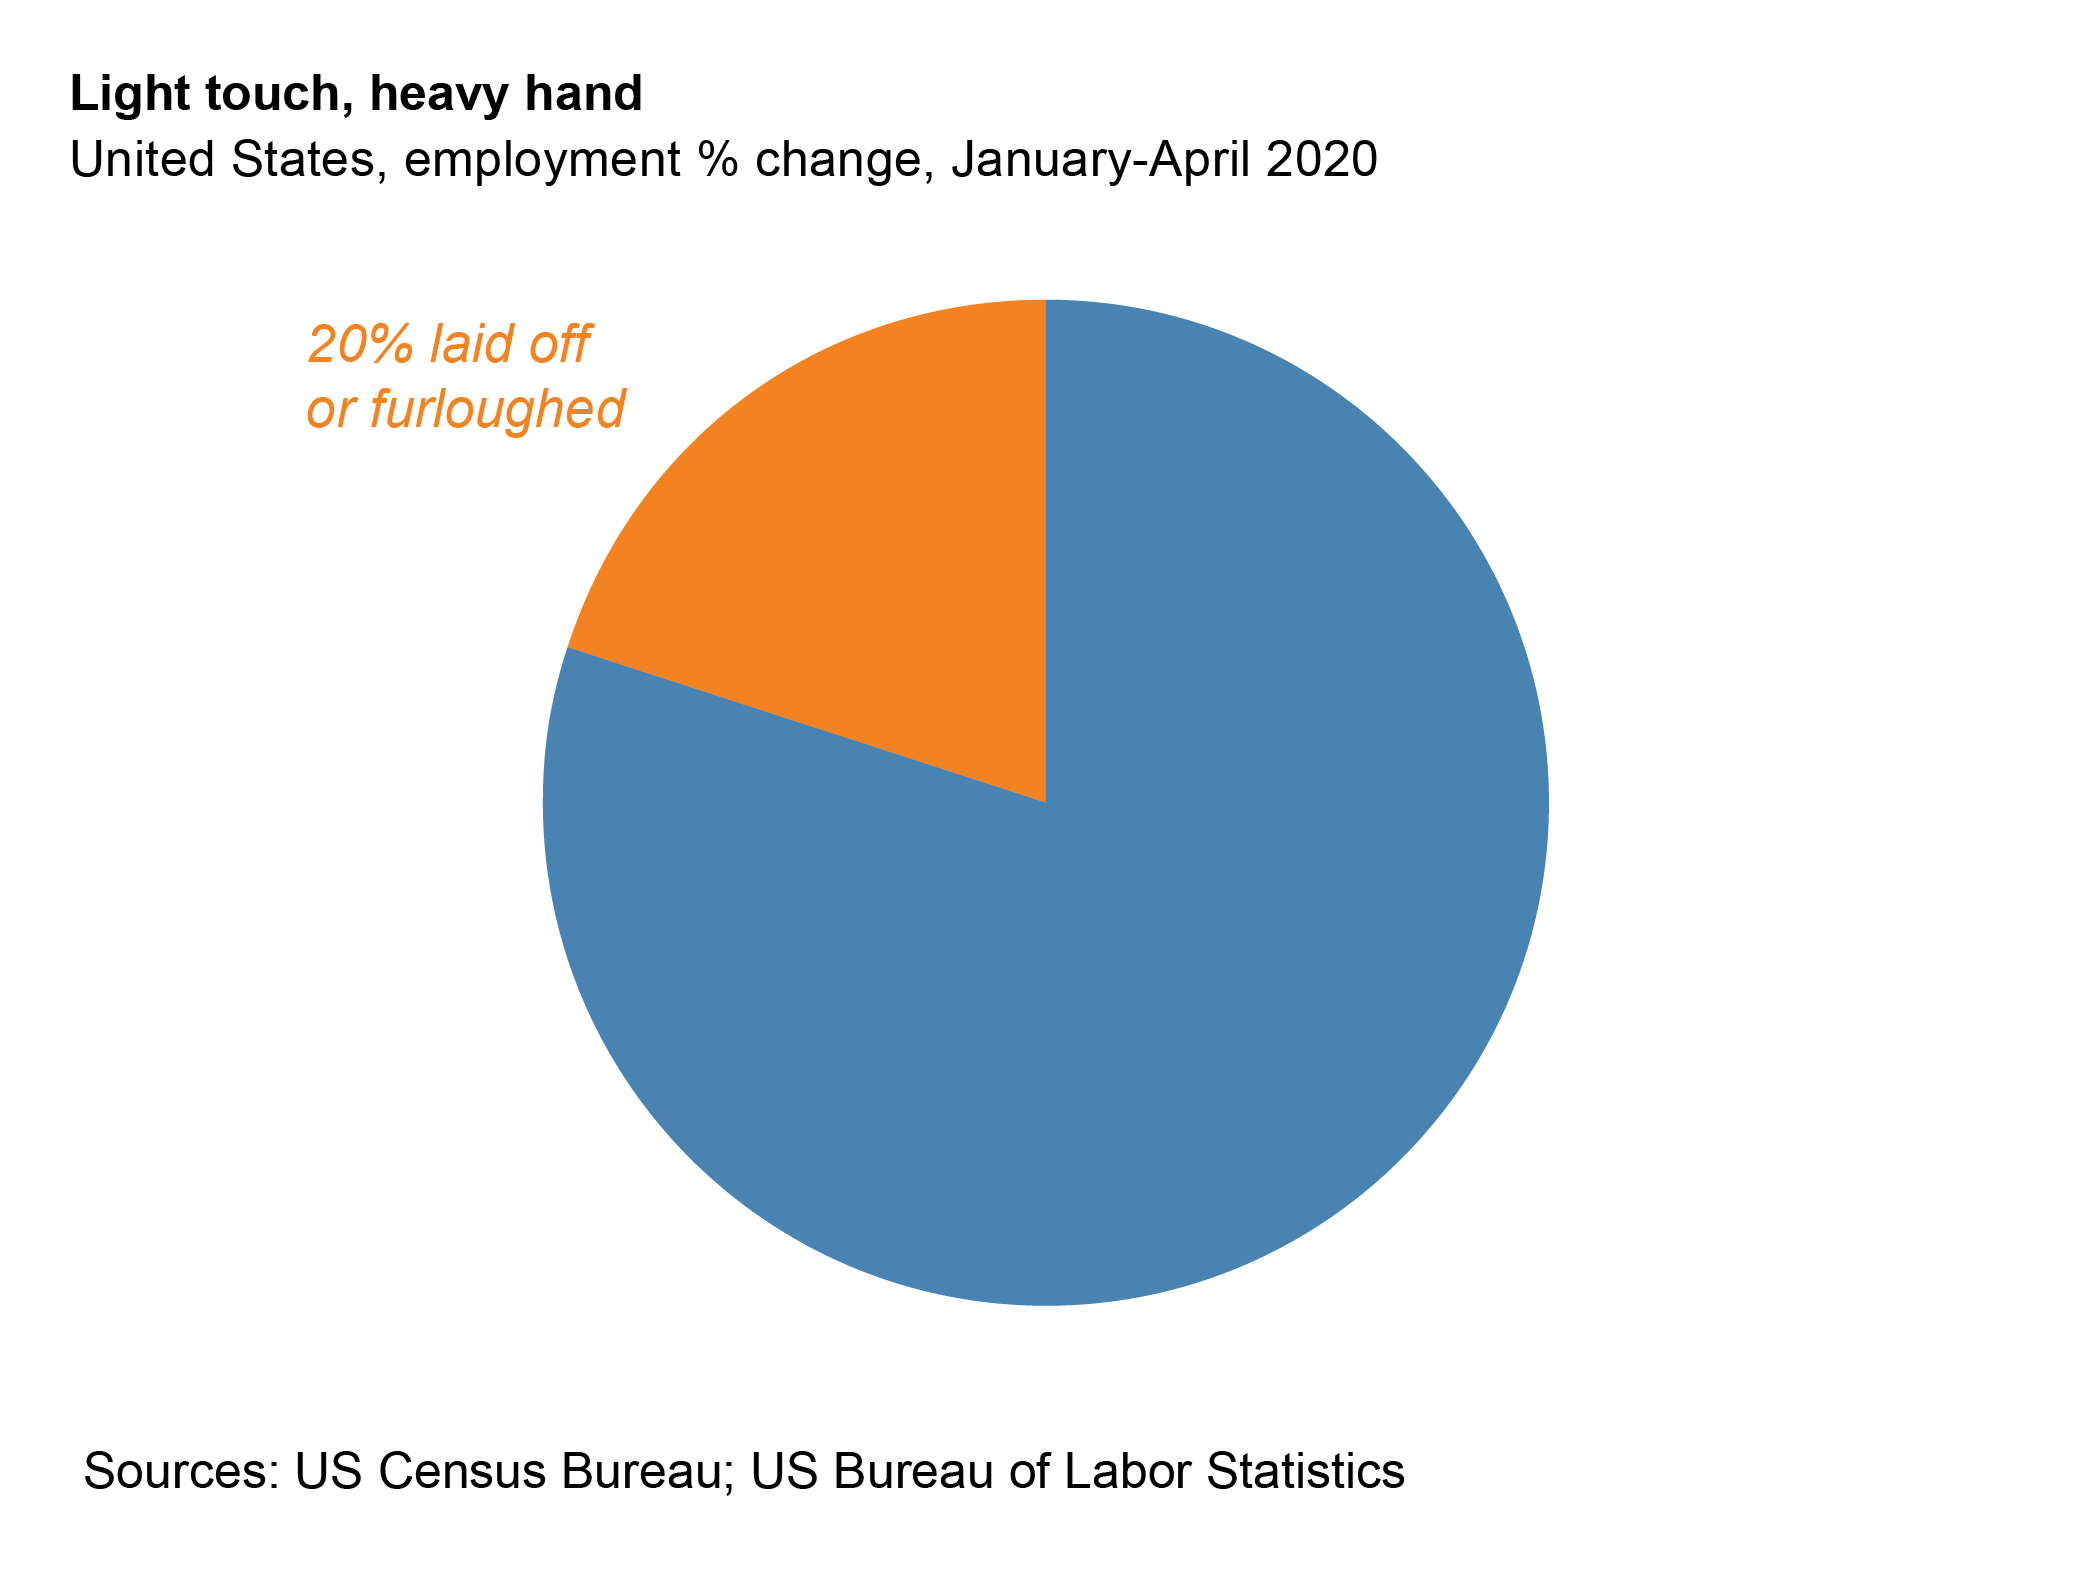 Light touch, heavy hand
United States, employment % change, January-April 2020
20% laid off
or furloughed
Sources: US Census Bureau; US Bureau of Labor Statistics